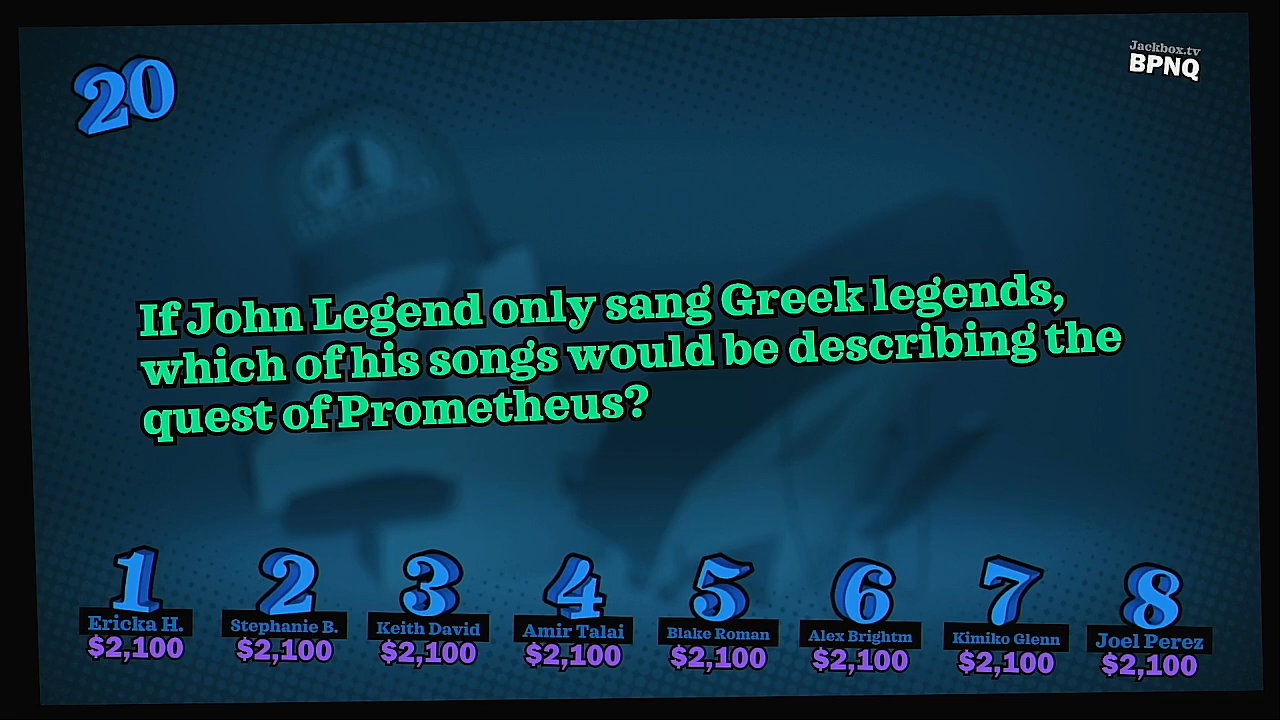 20
Jackbox.tv
BPNQ
#1
If John Legend only sang Greek legends,
which of his songs would be describing the
quest of Prometheus?
1 2 3 4 5 6 7 8
Ericka H. Stephanie B. Keith David Amir Talai Blake Roman Alex Brightm Kimiko Glenn Joel Perez
$2,100 $2,100 $2,100 $2,100 $2,100 $2,100 $2,100 $2,100